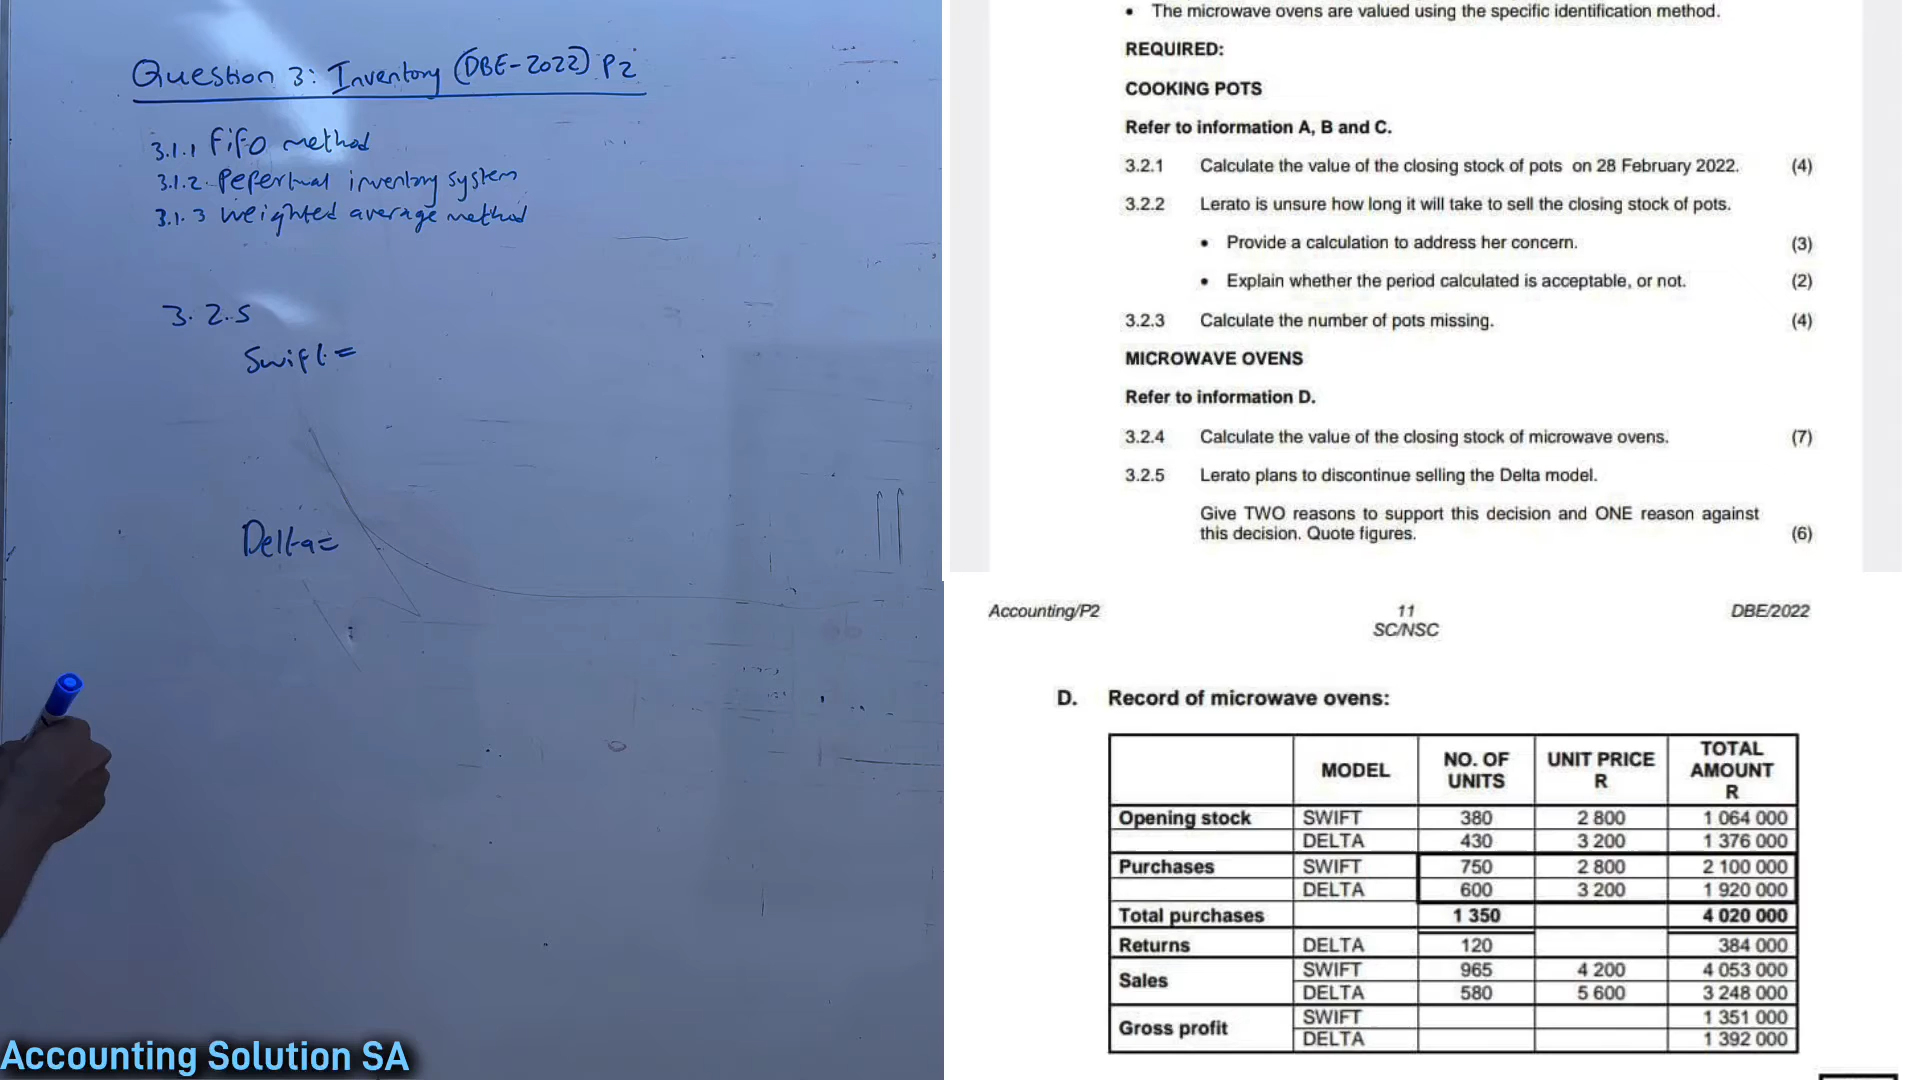 Question 3: Inventory (DBE-2022) P2
3.1.1 FifO method
3.1.2. Pepertual inventory system
3.1.3 Weighted average method
3.2.5
Swift =
Delta=
Accounting Solution SA
• The microwave ovens are valued using the specific identification method.
REQUIRED:
COOKING POTS
Refer to information A, B and C.
3.2.1 Calculate the value of the closing stock of pots on 28 February 2022. (4)
3.2.2 Lerato is unsure how long it will take to sell the closing stock of pots.
• Provide a calculation to address her concern. (3)
• Explain whether the period calculated is acceptable, or not. (2)
3.2.3 Calculate the number of pots missing. (4)
MICROWAVE OVENS
Refer to information D.
3.2.4 Calculate the value of the closing stock of microwave ovens. (7)
3.2.5 Lerato plans to discontinue selling the Delta model.
Give TWO reasons to support this decision and ONE reason against
this decision. Quote figures. (6)
Accounting/P2 11 DBE/2022
SC/NSC
D. Record of microwave ovens:
MODEL NO. OF UNITS UNIT PRICE R TOTAL AMOUNT R
Opening stock SWIFT 380 2 800 1 064 000
DELTA 430 3 200 1 376 000
Purchases SWIFT 750 2 800 2 100 000
DELTA 600 3 200 1 920 000
Total purchases 1 350 4 020 000
Returns DELTA 120 384 000
Sales SWIFT 965 4 200 4 053 000
DELTA 580 5 600 3 248 000
Gross profit SWIFT 1 351 000
DELTA 1 392 000